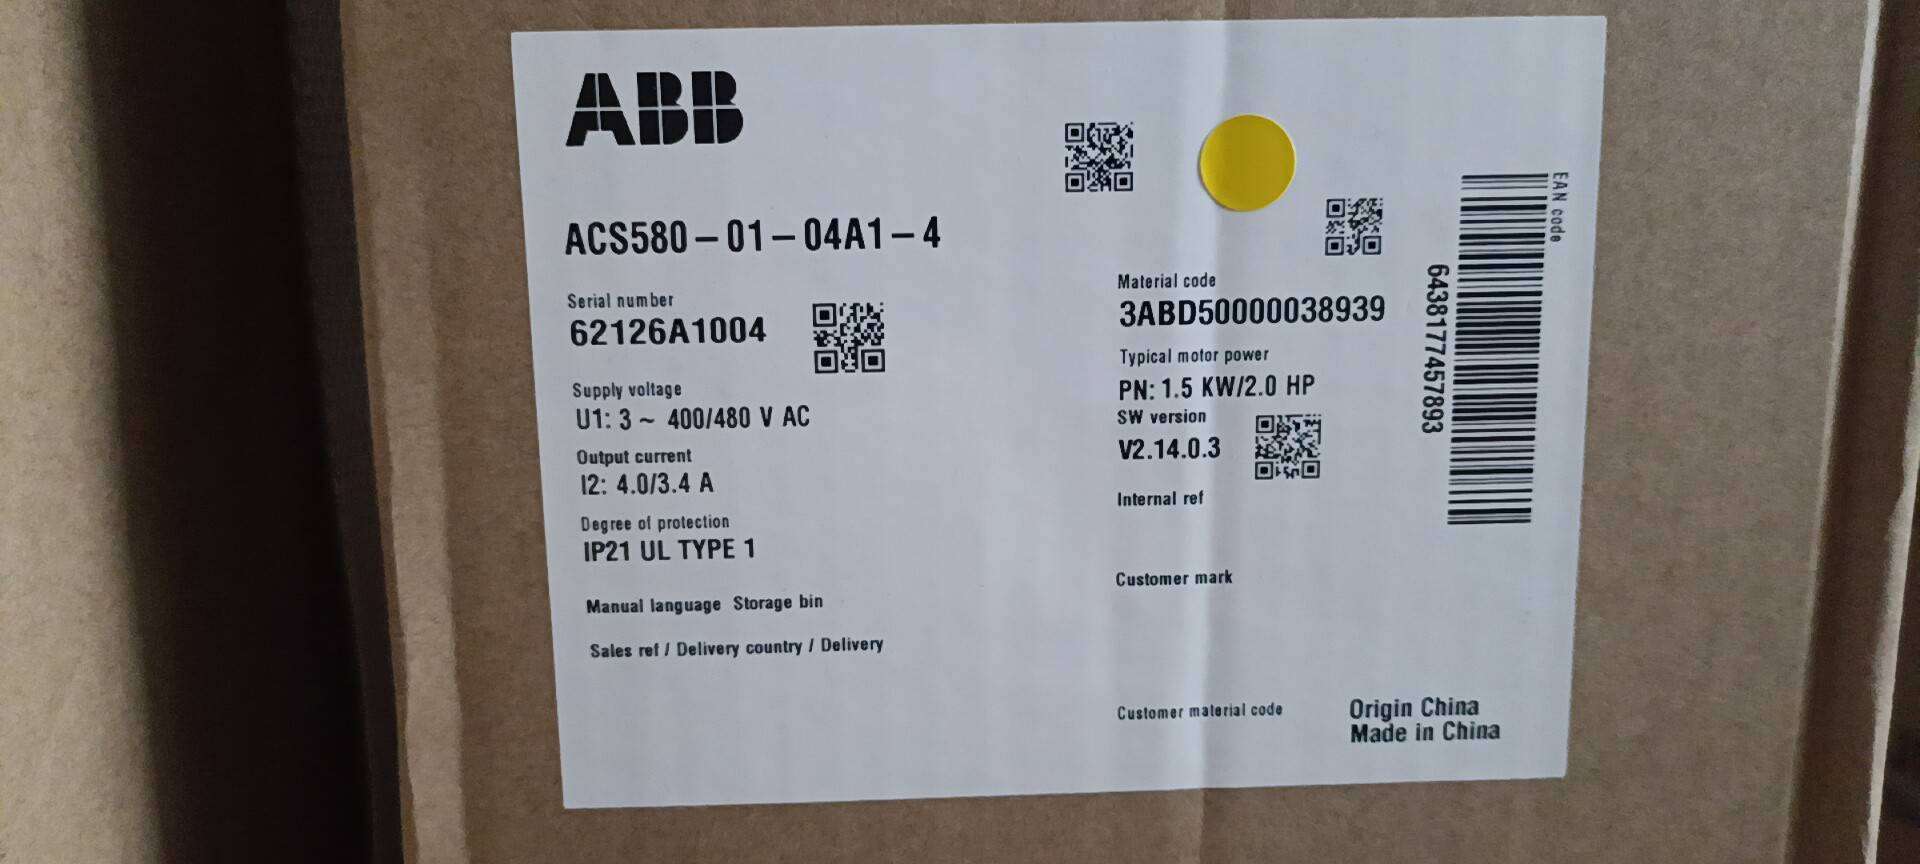 ABB
ACS580-01-04A1-4
Serial number
62126A1004
Supply voltage
U1: 3 ~ 400/480 V AC
Output current
I2: 4.0/3.4 A
Degree of protection
IP21 UL TYPE 1
Manual language Storage bin
Sales ref / Delivery country / Delivery
Material code
3ABD50000038939
Typical motor power
PN: 1.5 KW/2.0 HP
SW version
V2.14.0.3
Internal ref
Customer mark
Customer material code
Origin China
Made in China
EAN code
6438177457893